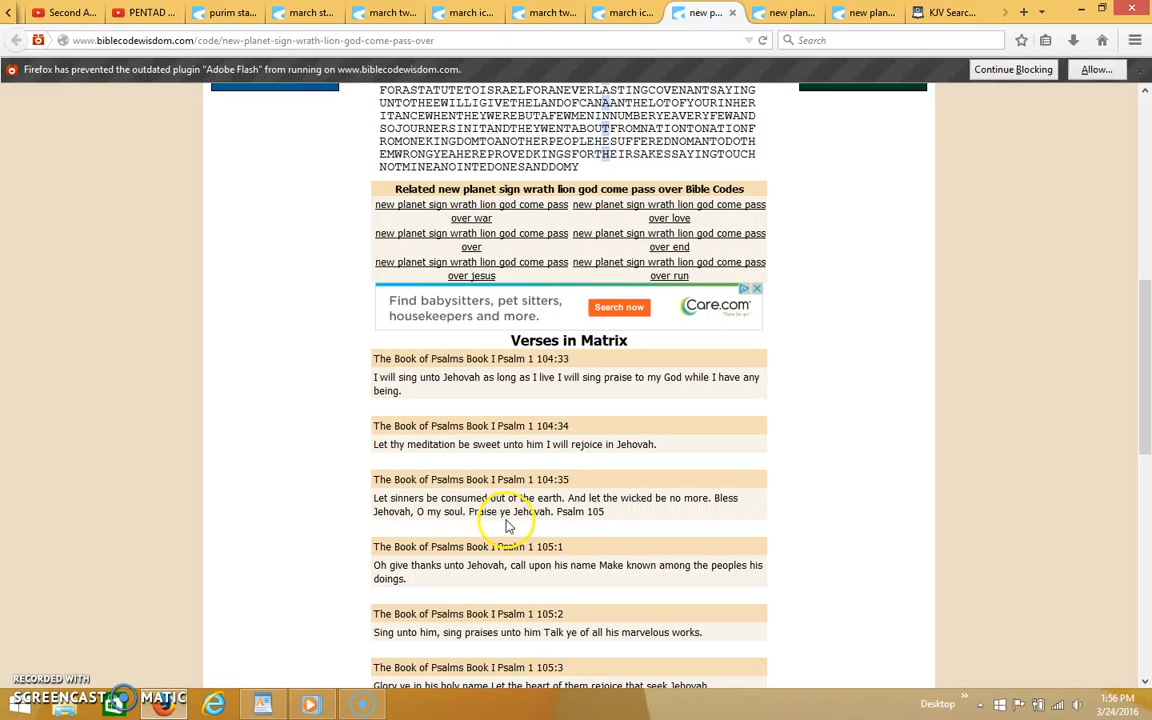 Second A...
PENTAD ...
purim sta...
march st...
march tw...
march ic...
march tw...
march ic...
new p...
new plan...
new plan...
KJV Searc...
www.biblecodewisdom.com/code/new-planet-sign-wrath-lion-god-come-pass-over
Search
Firefox has prevented the outdated plugin "Adobe Flash" from running on www.biblecodewisdom.com.
Continue Blocking
Allow...
FORASTATUTETOISRAELFORANEVERLASTINGCOVENANTSAYING
UNTOTHEEWILLIGIVETHELANDOFCANAANTHELOTOFYOURINHER
ITANCEWHENTHEYWEREBUTAFEWMENINNUMBERYEAVERYFEWAND
SOJOURNERSINITANDTHEYWENTABOUTFROMNATIONTONATIONF
ROMONEKINGDOMTOANOTHERPEOPLEHESUFFEREDNOMANTODOTH
EMWRONGYEAHEREPROVEDKINGSFORTHEIRSAKESSAYINGTOUCH
NOTMINEANOINTEDONESANDDOMY
Related new planet sign wrath lion god come pass over Bible Codes
new planet sign wrath lion god come pass over war
new planet sign wrath lion god come pass over love
new planet sign wrath lion god come pass over
new planet sign wrath lion god come pass over end
new planet sign wrath lion god come pass over jesus
new planet sign wrath lion god come pass over run
Find babysitters, pet sitters,
housekeepers and more.
Search now
Care.com
Verses in Matrix
The Book of Psalms Book I Psalm 1 104:33
I will sing unto Jehovah as long as I live I will sing praise to my God while I have any
being.
The Book of Psalms Book I Psalm 1 104:34
Let thy meditation be sweet unto him I will rejoice in Jehovah.
The Book of Psalms Book I Psalm 1 104:35
Let sinners be consumed out of the earth. And let the wicked be no more. Bless
Jehovah, O my soul. Praise ye Jehovah. Psalm 105
The Book of Psalms Book I Psalm 1 105:1
Oh give thanks unto Jehovah, call upon his name Make known among the peoples his
doings.
The Book of Psalms Book I Psalm 1 105:2
Sing unto him, sing praises unto him Talk ye of all his marvelous works.
The Book of Psalms Book I Psalm 1 105:3
Glory ye in his holy name Let the heart of them rejoice that seek Jehovah.
RECORDED WITH
SCREENCAST MATIC
Desktop
1:56 PM
3/24/2016